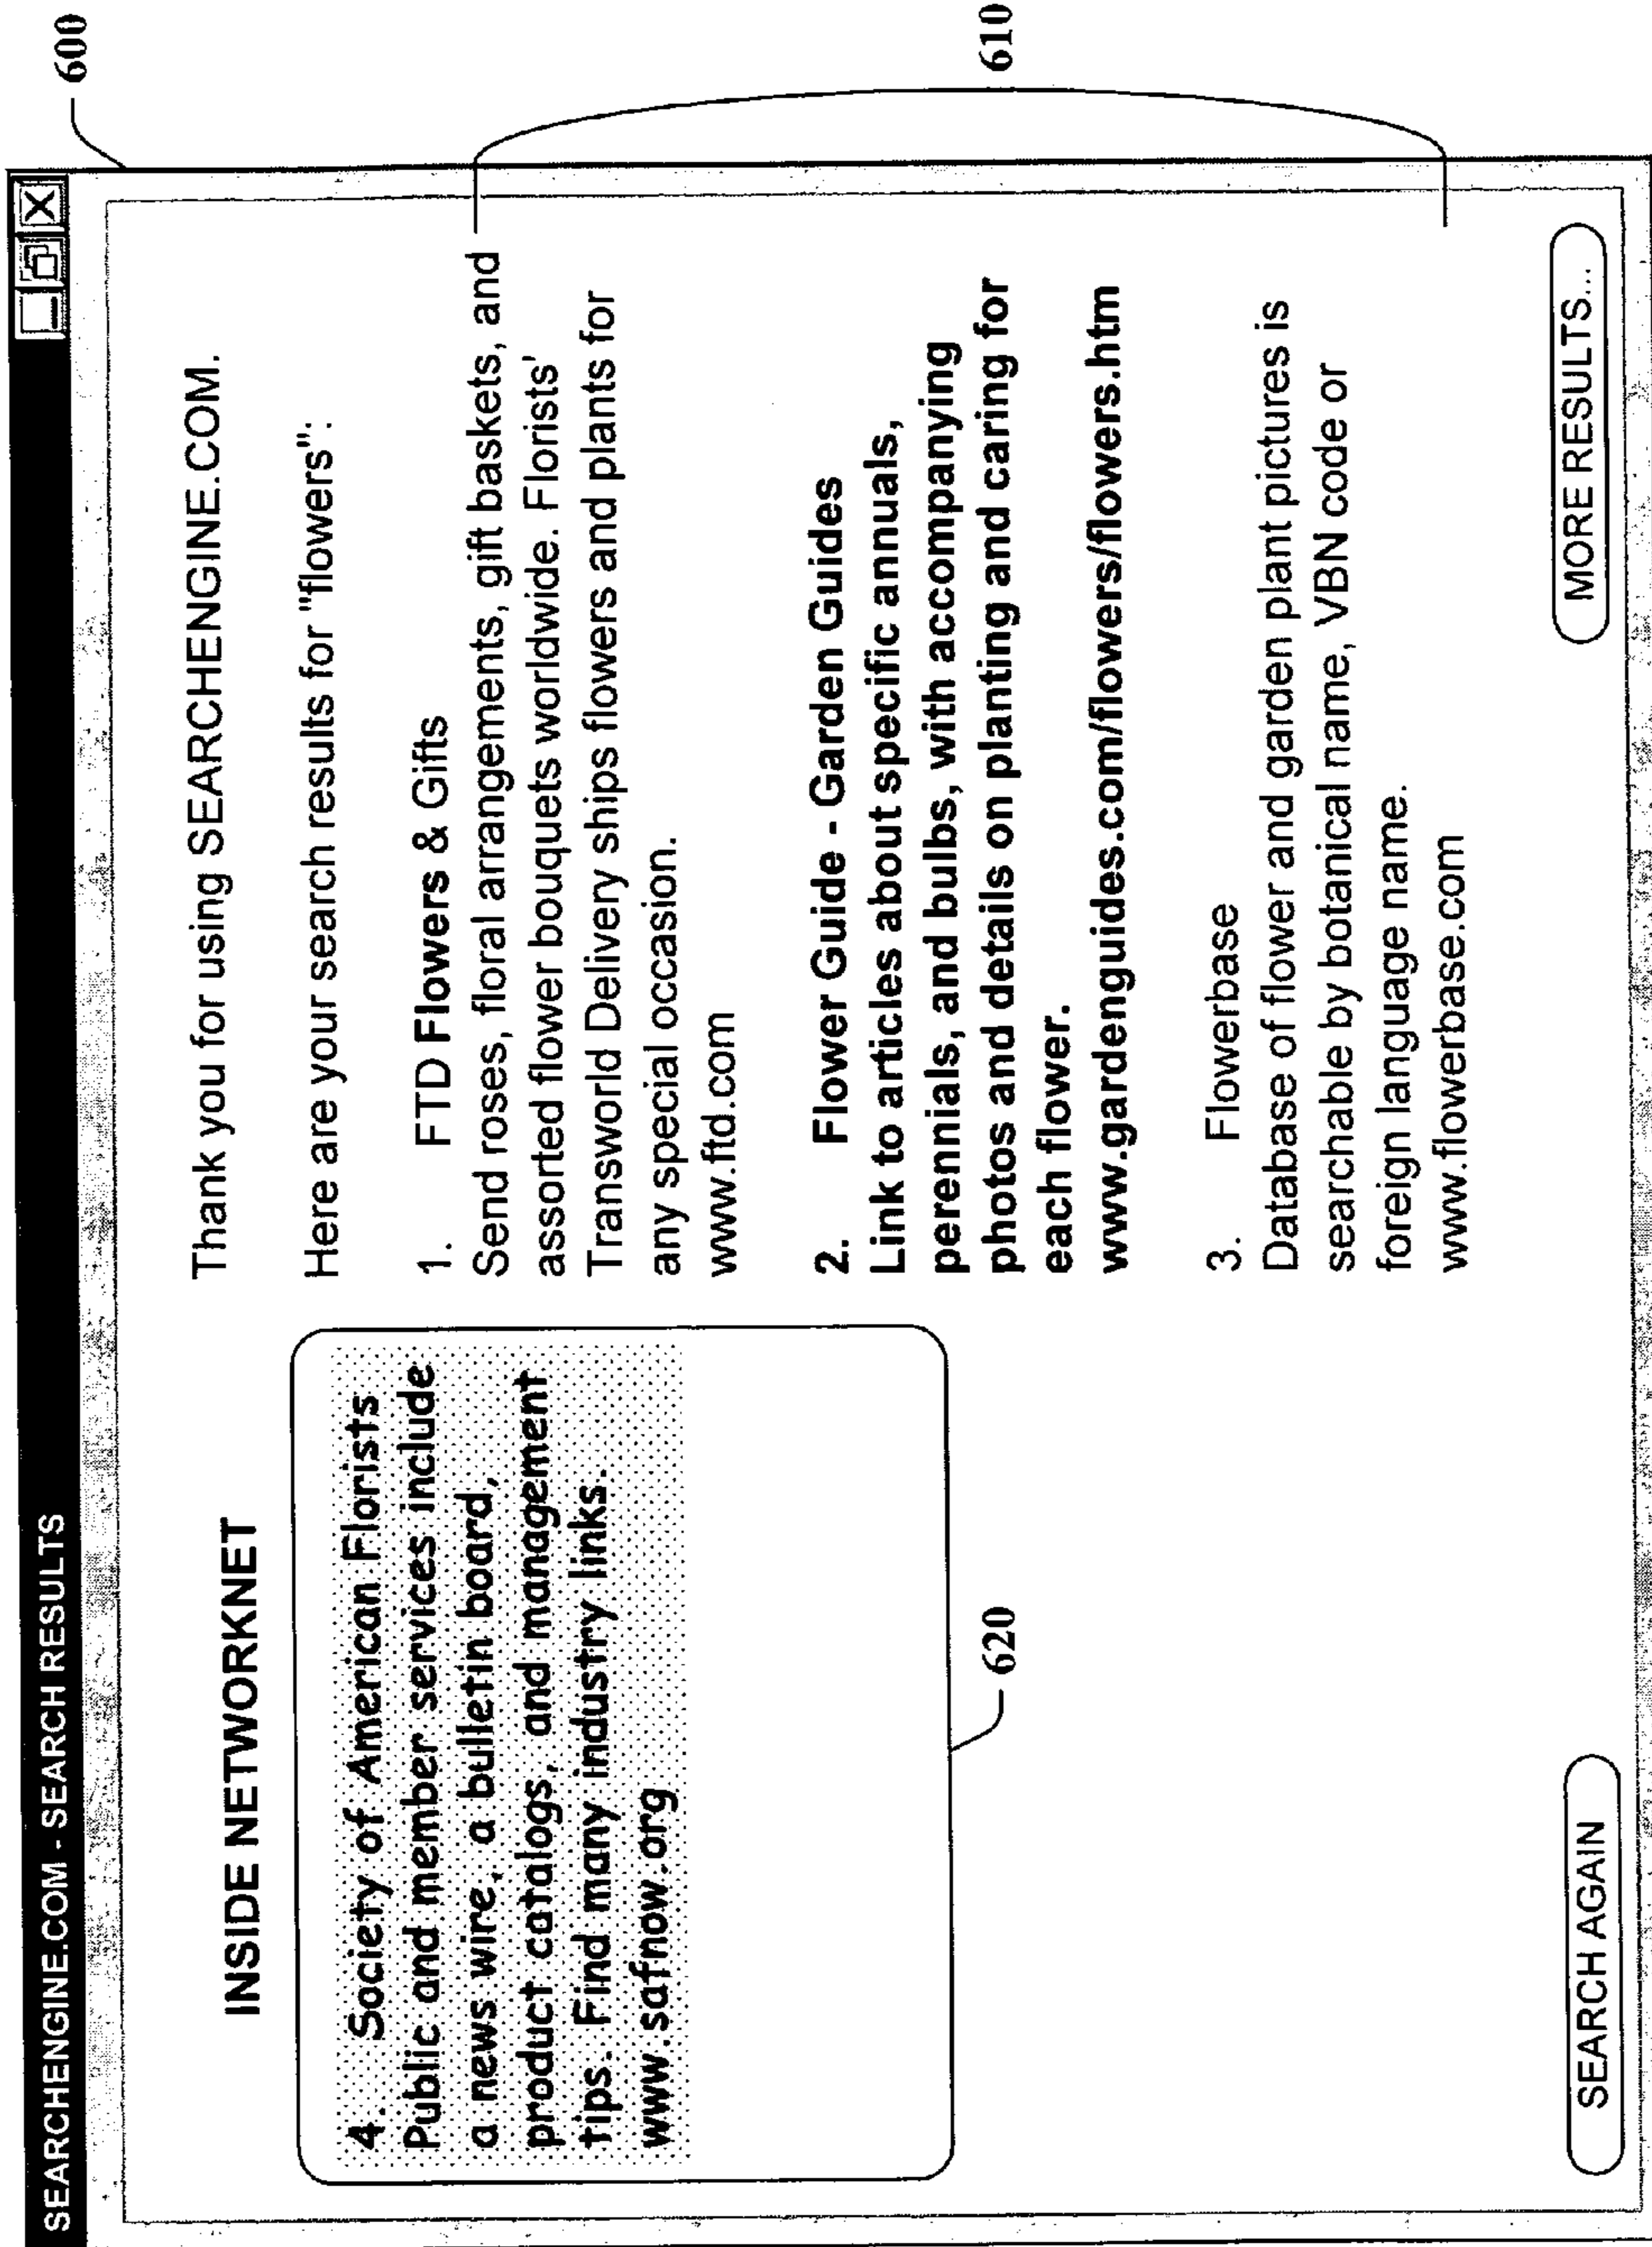 SEARCHENGINE.COM - SEARCH RESULTS
600
INSIDE NETWORKNET
4. Society of American Florists
Public and member services include
a news wire, a bulletin board,
product catalogs, and management
tips. Find many industry links.
www.safnow.org
620
Thank you for using SEARCHENGINE.COM.
Here are your search results for "flowers":
1. FTD Flowers & Gifts
Send roses, floral arrangements, gift baskets, and
assorted flower bouquets worldwide. Florists'
Transworld Delivery ships flowers and plants for
any special occasion.
www.ftd.com
2. Flower Guide - Garden Guides
Link to articles about specific annuals,
perennials, and bulbs, with accompanying
photos and details on planting and caring for
each flower.
www.gardenguides.com/flowers/flowers.htm
3. Flowerbase
Database of flower and garden plant pictures is
searchable by botanical name, VBN code or
foreign language name.
www.flowerbase.com
610
SEARCH AGAIN
MORE RESULTS...